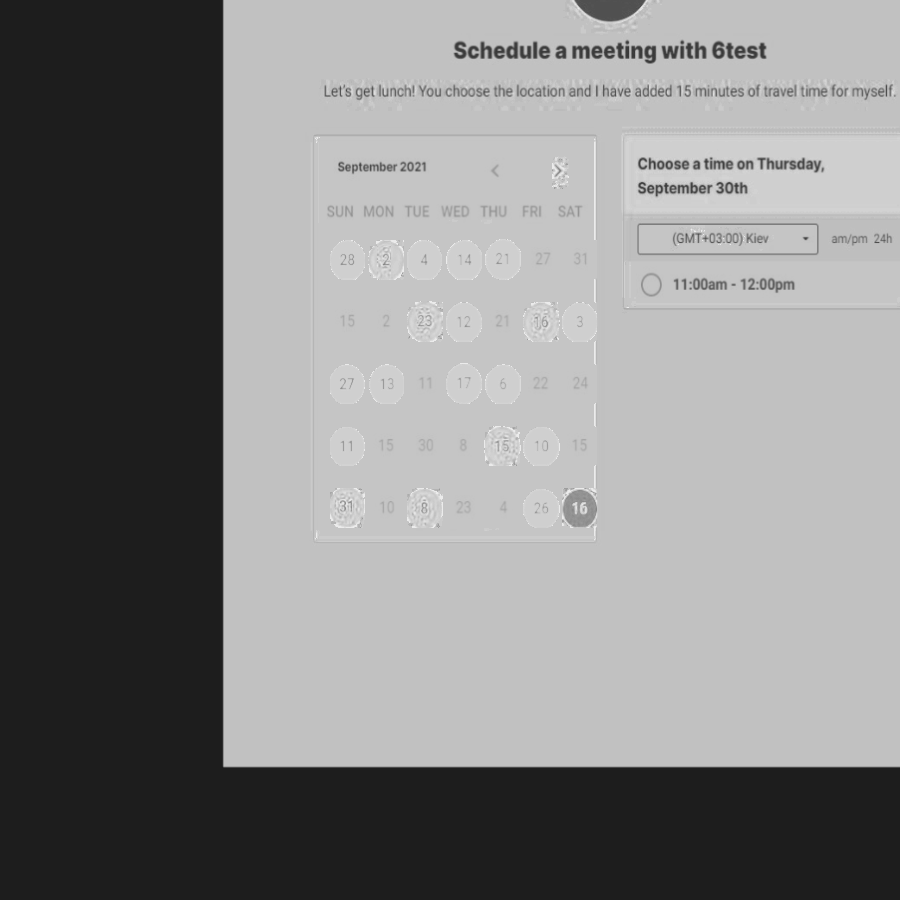 Schedule a meeting with 6test
Let's get lunch! You choose the location and I have added 15 minutes of travel time for myself.
September 2021
SUN MON TUE WED THU FRI SAT
28 2 4 14 21 27 31
15 2 23 12 21 16 3
27 13 11 17 6 22 24
11 15 30 8 15 10 15
31 10 8 23 4 26 16
Choose a time on Thursday,
September 30th
(GMT+03:00) Kiev am/pm 24h
11:00am - 12:00pm